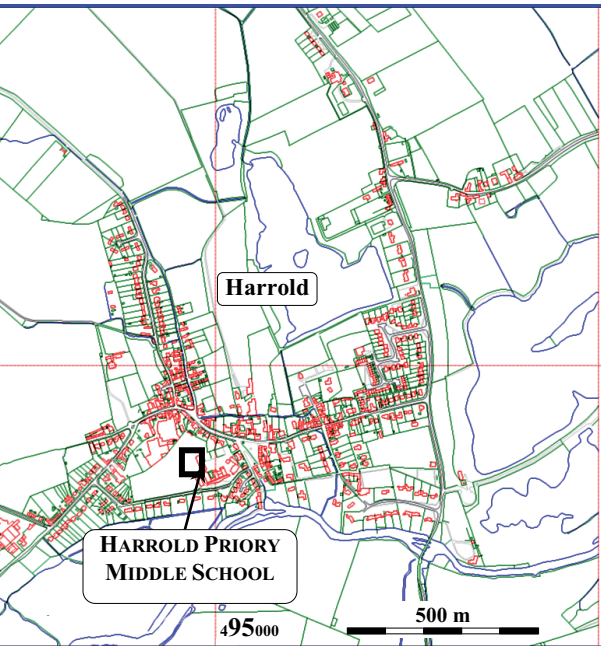 Harrold
HARROLD PRIORY
MIDDLE SCHOOL
495000
500 m